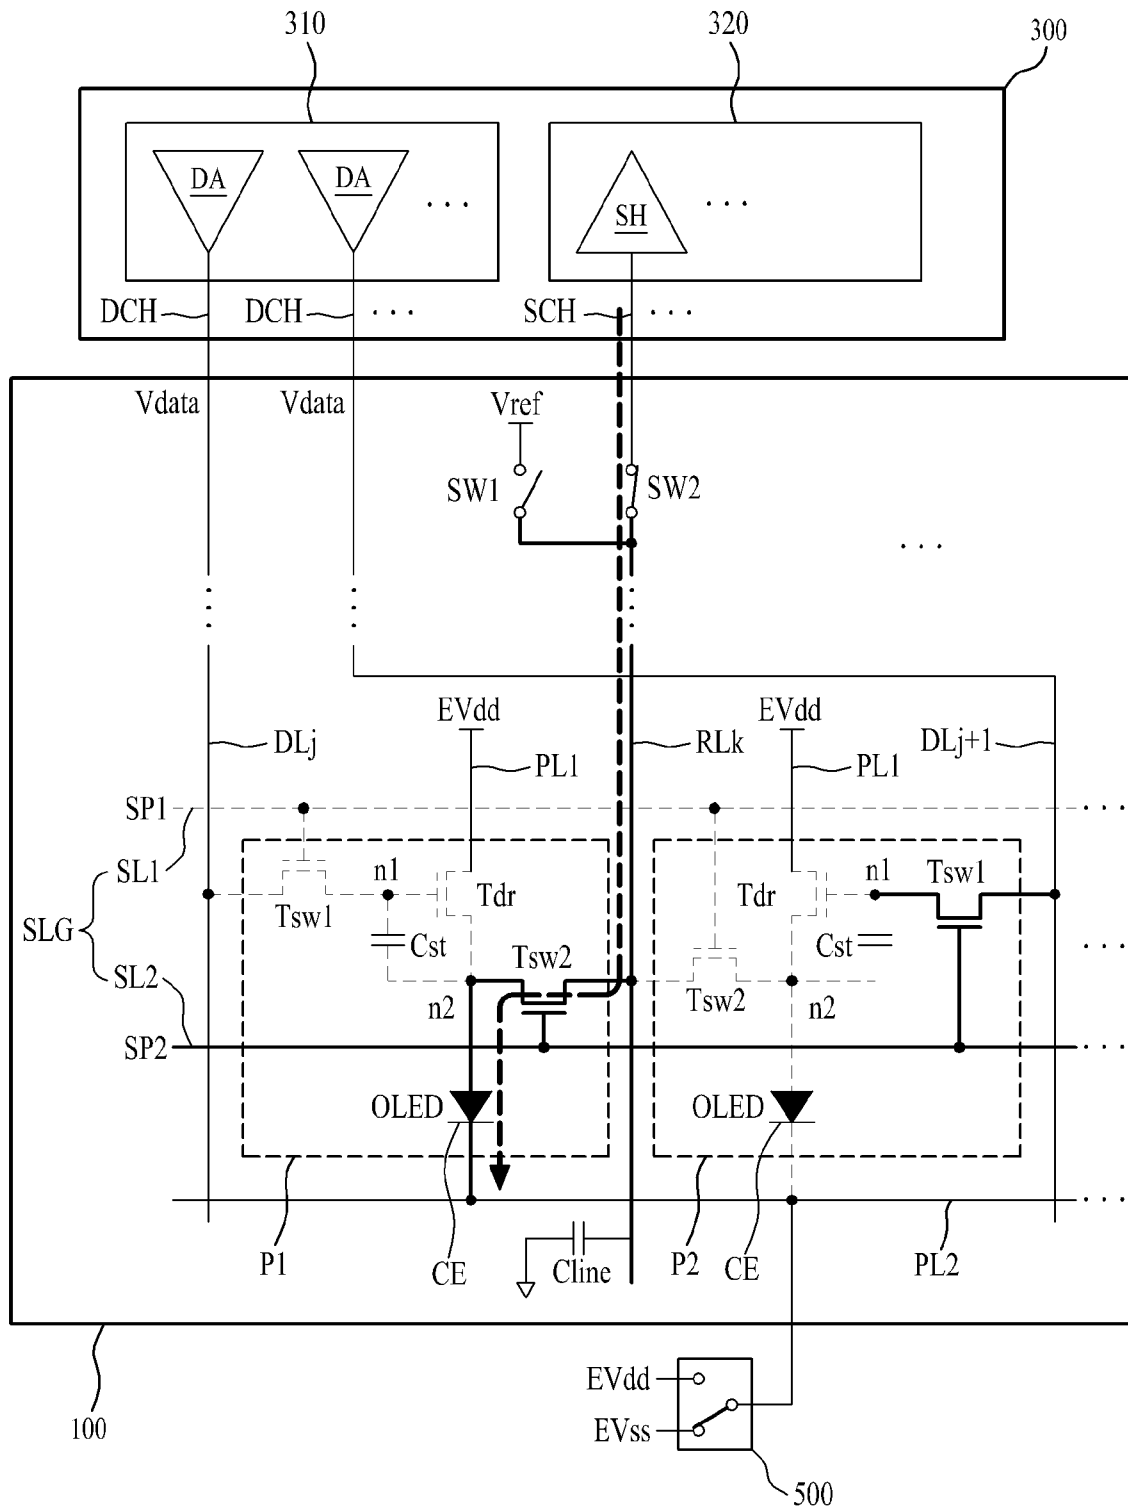 310
320
300
DA
DA
. . .
SH
. . .
DCH
DCH
. . .
SCH
. . .
Vdata
Vdata
Vref
SW1
SW2
. . .
EVdd
EVdd
DLj
PL1
RLk
PL1
DLj+1
SP1
. . .
SL1
n1
Tdr
Tdr
n1
Tsw1
Tsw1
SLG
Cst
Tsw2
Cst
. . .
SL2
n2
Tsw2
n2
SP2
. . .
OLED
OLED
. . .
P1
CE
Cline
P2
CE
PL2
EVdd
100
EVss
500